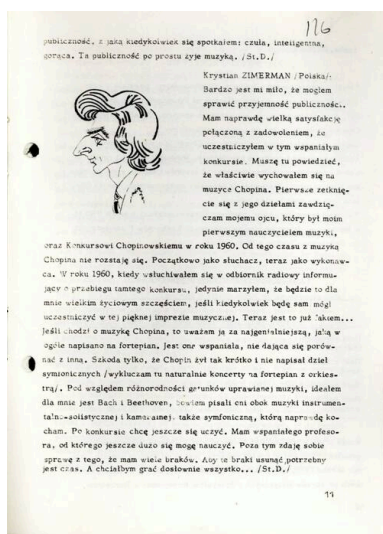 116
publiczność, z jaką kiedykolwiek się spotkałem: czuła, inteligentna,
gorąca. Ta publiczność po prostu żyje muzyką. /St.D./
Krystian ZIMERMAN /Polska/:
Bardzo jest mi miło, że mogłem
sprawić przyjemność publicznośc..
Mam naprawdę wielką satysfakcję
połączoną z zadowoleniem, że
uczestniczyłem w tym wspaniałym
konkursie. Muszę tu powiedzieć,
że właściwie wychowałem się na
muzyce Chopina. Pierwsze zetknię-
cie się z jego dziełami zawdzię-
czam mojemu ojcu, który był moim
pierwszym nauczycielem muzyki,
oraz Konkursowi Chopinowskiemu w roku 1960. Od tego czasu z muzyką
Chopina nie rozstaję się. Początkowo jako słuchacz, teraz jako wykonaw-
ca. W roku 1960, kiedy wsłuchiwałem się w odbiornik radiowy informu-
jący o przebiegu tamtego konkursu, jedynie marzyłem, że będzie to dla
mnie wielkim życiowym szczęściem, jeśli kiedykolwiek będę sam mógł
uczestniczyć w tej pięknej imprezie muzycznej. Teraz jest to już faktem...
Jeśli chodzi o muzykę Chopina, to uważam ją za najgenialniejszą, jaką w
ogóle napisano na fortepian. Jest ona wspaniała, nie dająca się porów-
nać z inną. Szkoda tylko, że Chopin żył tak krótko i nie napisał dzieł
symfonicznych /wykluczam tu naturalnie koncerty na fortepian z orkies-
trą/. Pod względem różnorodności gatunków uprawianej muzyki, ideałem
dla mnie jest Bach i Beethoven, bowiem pisali oni obok muzyki instrumen-
talno-solistycznej i kameralnej, także symfoniczną, którą naprawdę ko-
cham. Po konkursie chcę jeszcze się uczyć. Mam wspaniałego profeso-
ra, od którego jeszcze dużo się mogę nauczyć. Poza tym zdaję sobie
sprawę z tego, że mam wiele braków. Aby te braki usunąć potrzebny
jest czas. A chciałbym grać dosłownie wszystko... /St.D./
11